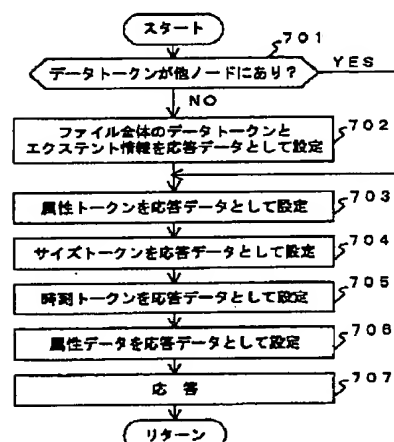 スタート
701
データトークンが他ノードにあり?
YES
NO
ファイル全体のデータトークンと
エクステント情報を応答データとして設定
702
属性トークンを応答データとして設定
703
サイズトークンを応答データとして設定
704
時刻トークンを応答データとして設定
705
属性データを応答データとして設定
706
応 答
707
リターン